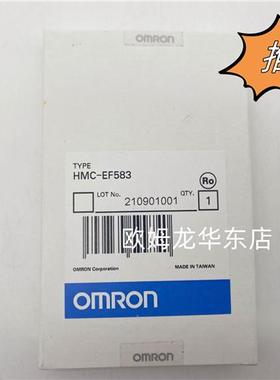 拍
TYPE
HMC-EF583
Ro
LOT No.
QTY.
210901001
1
OMRON Corporation
MADE IN TAIWAN
欧姆龙华东店
OMRON